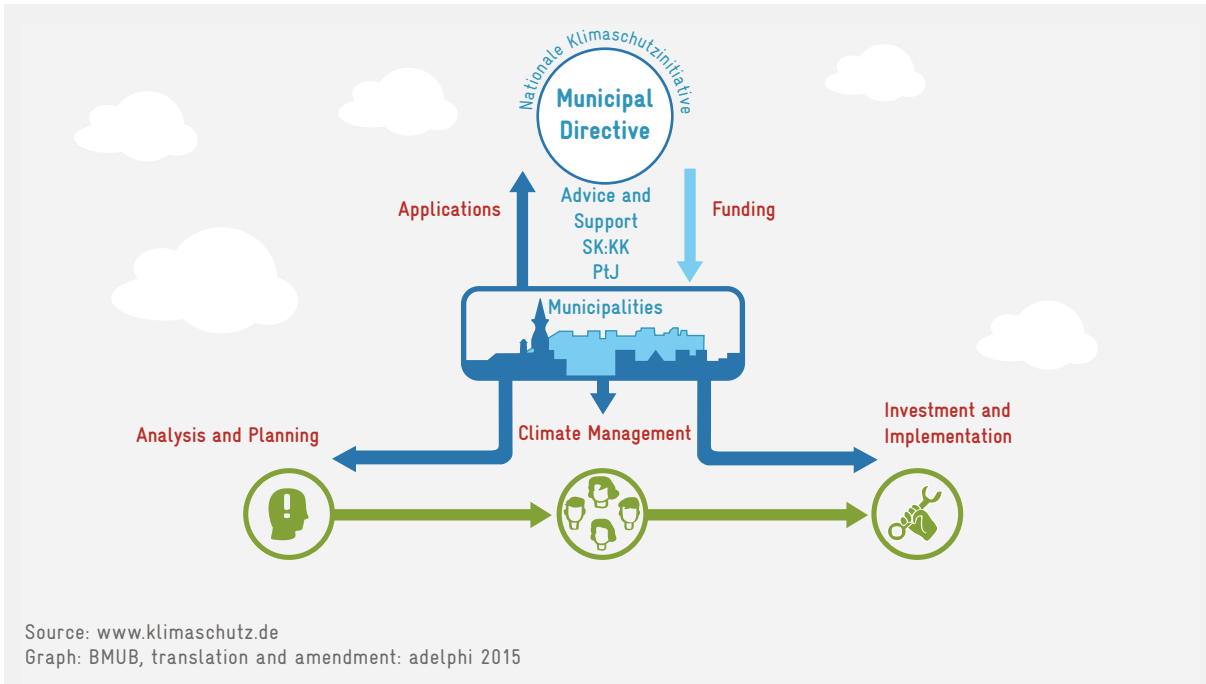 Nationale Klimaschutzinitiative
Municipal
Directive
Applications
Advice and
Support
SK:KK
PtJ
Funding
Municipalities
Analysis and Planning
Climate Management
Investment and
Implementation
Source: www.klimaschutz.de
Graph: BMUB, translation and amendment: adelphi 2015